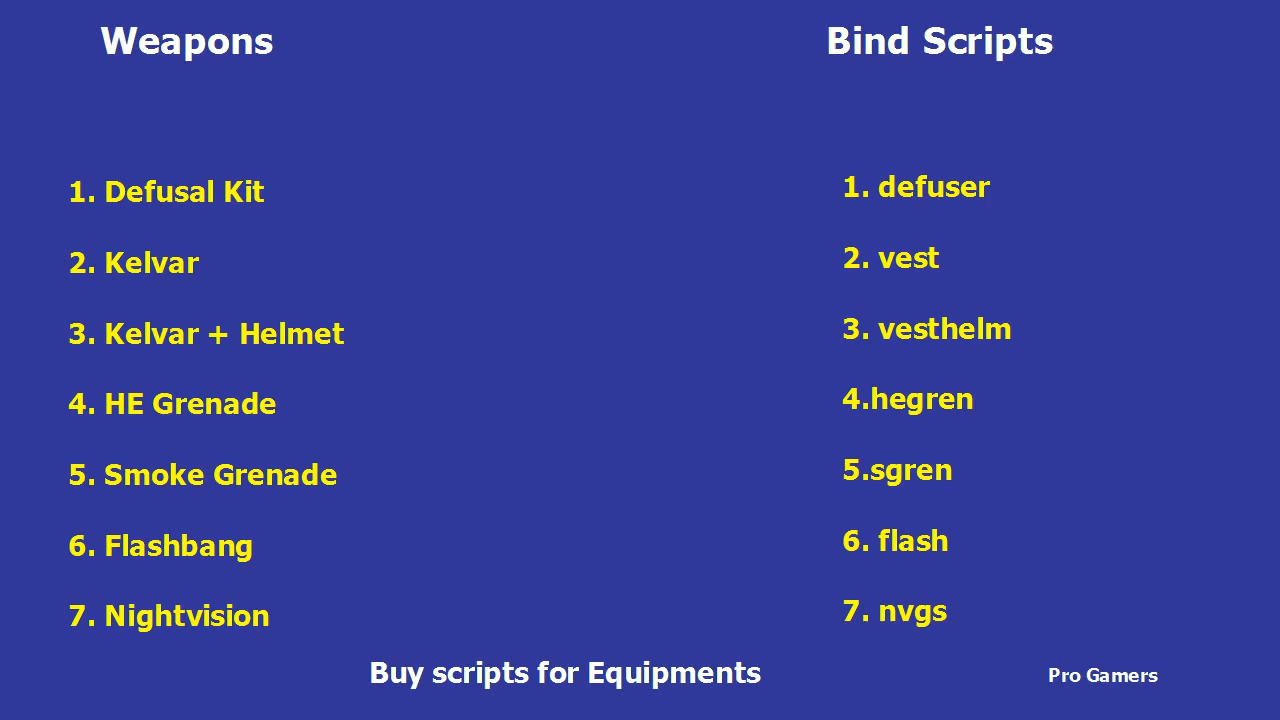 Weapons
Bind Scripts
1. Defusal Kit
2. Kelvar
3. Kelvar + Helmet
4. HE Grenade
5. Smoke Grenade
6. Flashbang
7. Nightvision
1. defuser
2. vest
3. vesthelm
4.hegren
5.sgren
6. flash
7. nvgs
Buy scripts for Equipments
Pro Gamers